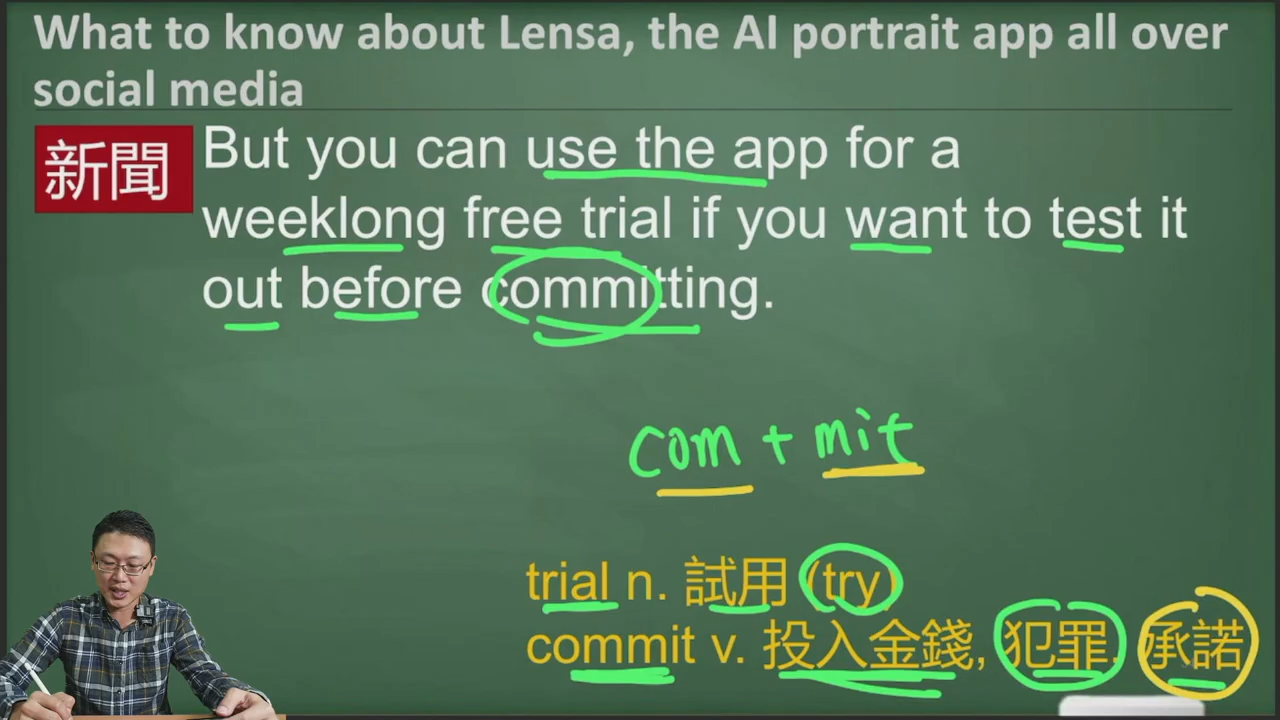 What to know about Lensa, the AI portrait app all over
social media
新聞
But you can use the app for a
weeklong free trial if you want to test it
out before committing.
com + mit
trial n. 試用 (try)
commit v. 投入金錢, 犯罪, 承諾